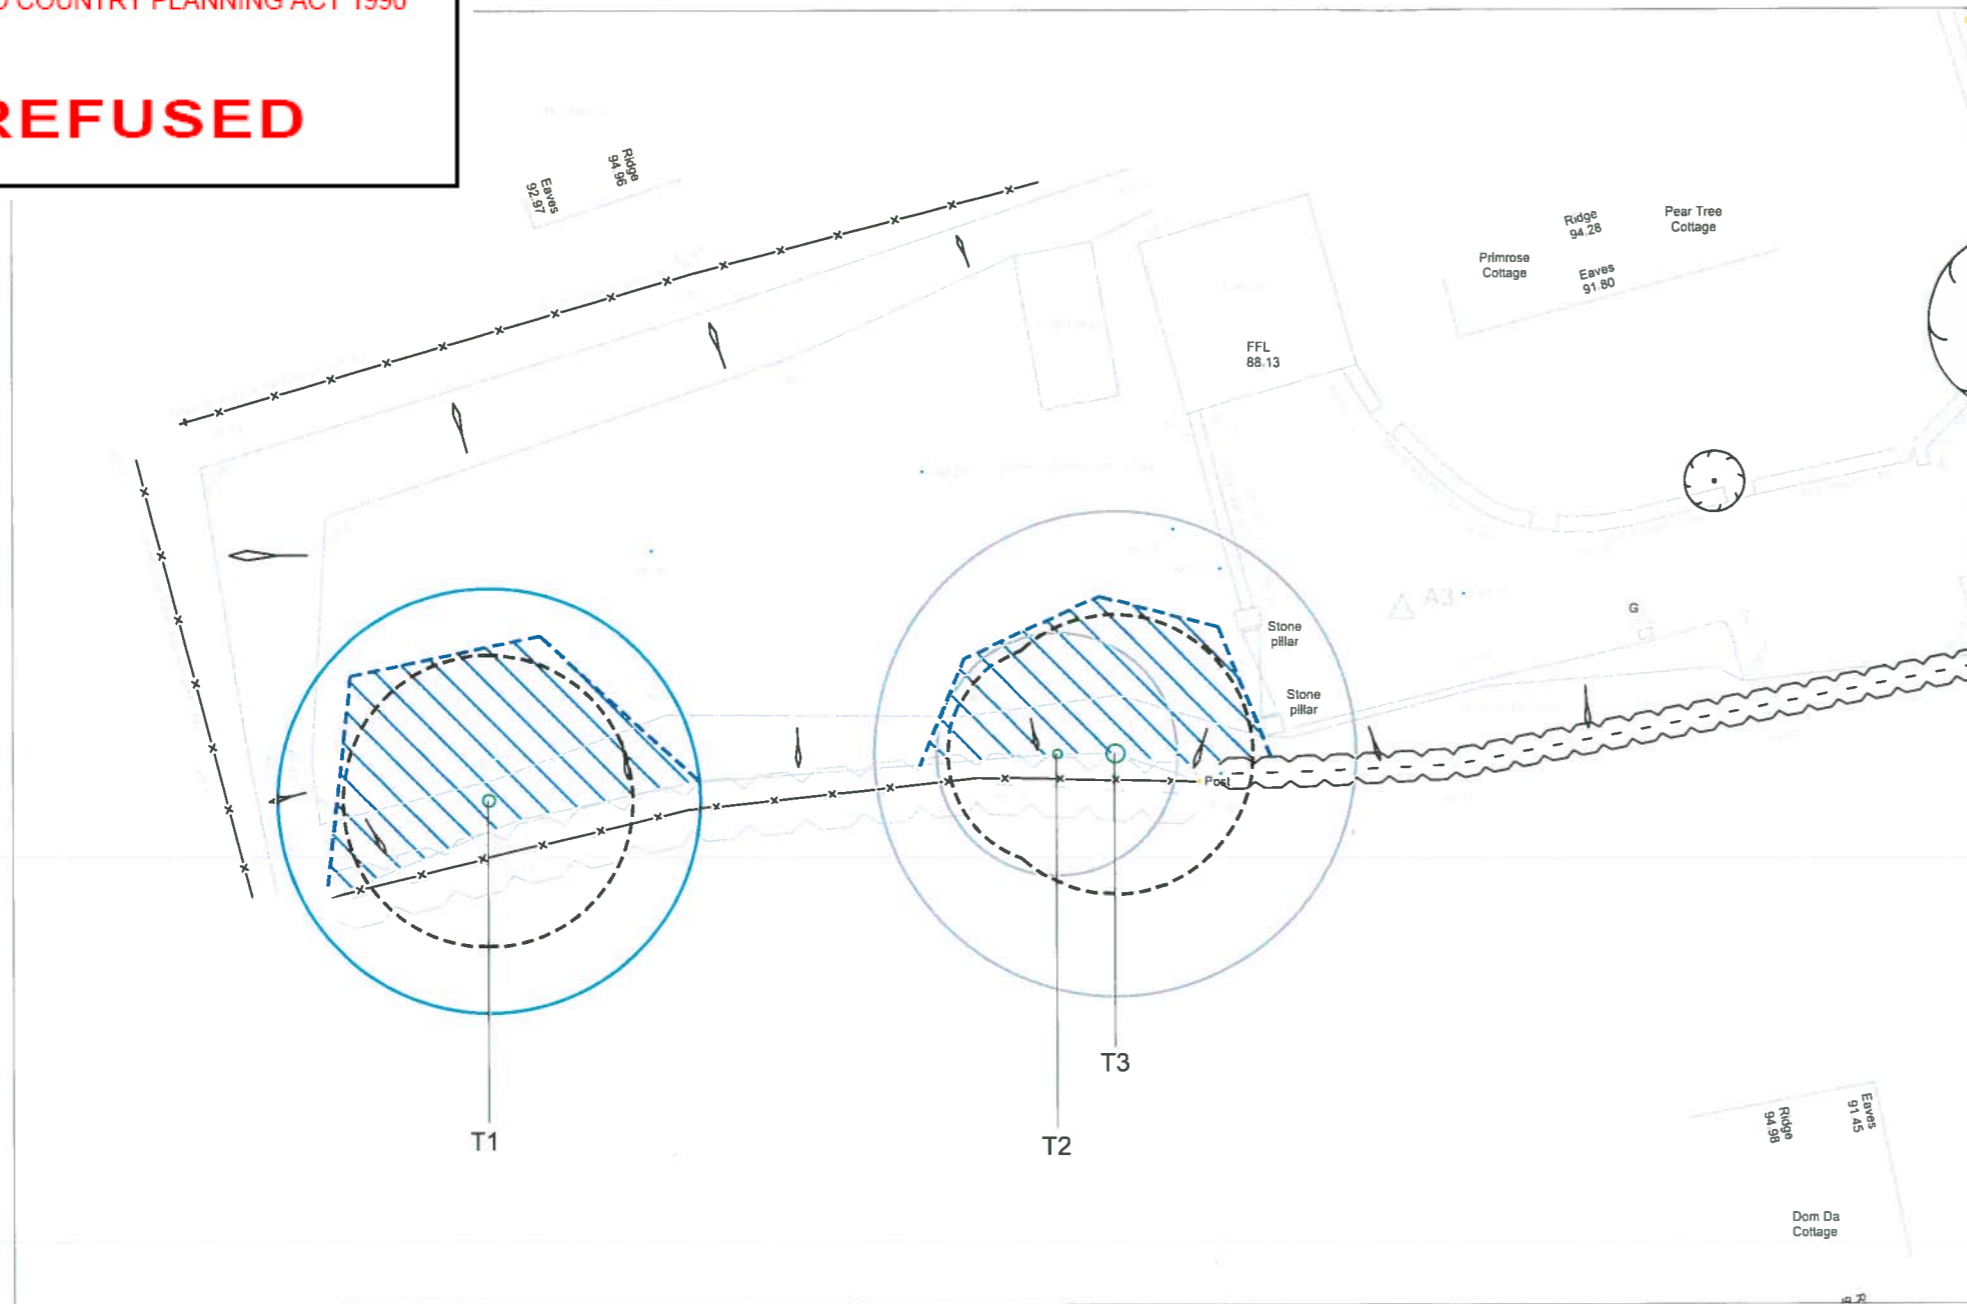 COUNTRY PLANNING ACT 1990
REFUSED
Ridge
94.96
Eaves
92.97
Ridge
94.28
Pear Tree
Cottage
Primrose
Cottage
Eaves
91.80
FFL
88.13
A3
G
Stone
pillar
Stone
pillar
Post
T3
T1
T2
Eaves
91.45
Ridge
94.98
Dom Da
Cottage